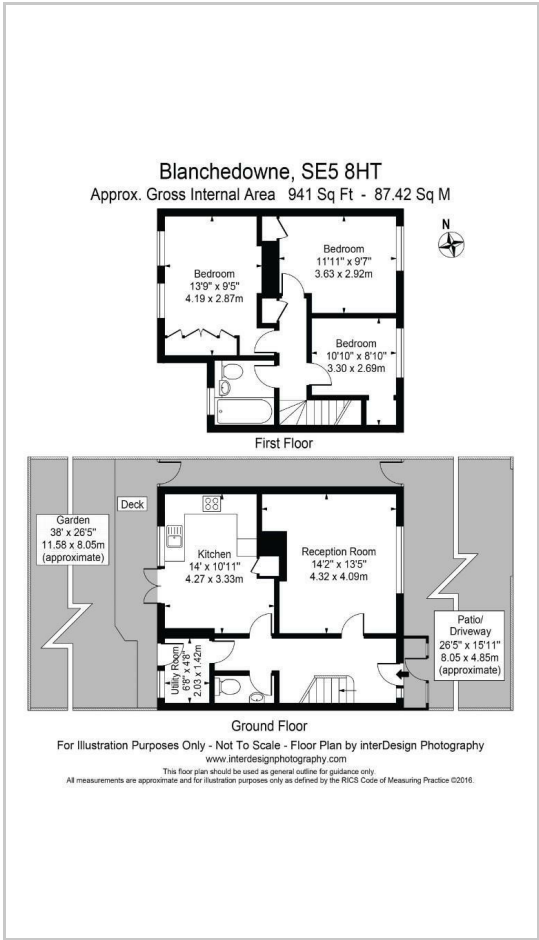 Blanchedowne, SE5 8HT
Approx. Gross Internal Area 941 Sq Ft - 87.42 Sq M
N
Bedroom
13'9" x 9'5"
4.19 x 2.87m
Bedroom
11'11" x 9'7"
3.63 x 2.92m
Bedroom
10'10" x 8'10"
3.30 x 2.69m
First Floor
Deck
Garden
38' x 26'5"
11.58 x 8.05m
(approximate)
Kitchen
14' x 10'11"
4.27 x 3.33m
Reception Room
14'2" x 13'5"
4.32 x 4.09m
Patio/
Driveway
26'5" x 15'11"
8.05 x 4.85m
(approximate)
Utility Room
6'8" x 4'8"
2.03 x 1.42m
Ground Floor
For Illustration Purposes Only - Not To Scale - Floor Plan by interDesign Photography
www.interdesignphotography.com
This floor plan should be used as general outline for guidance only.
All measurements are approximate and for illustration purposes only as defined by the RICS Code of Measuring Practice ©2016.